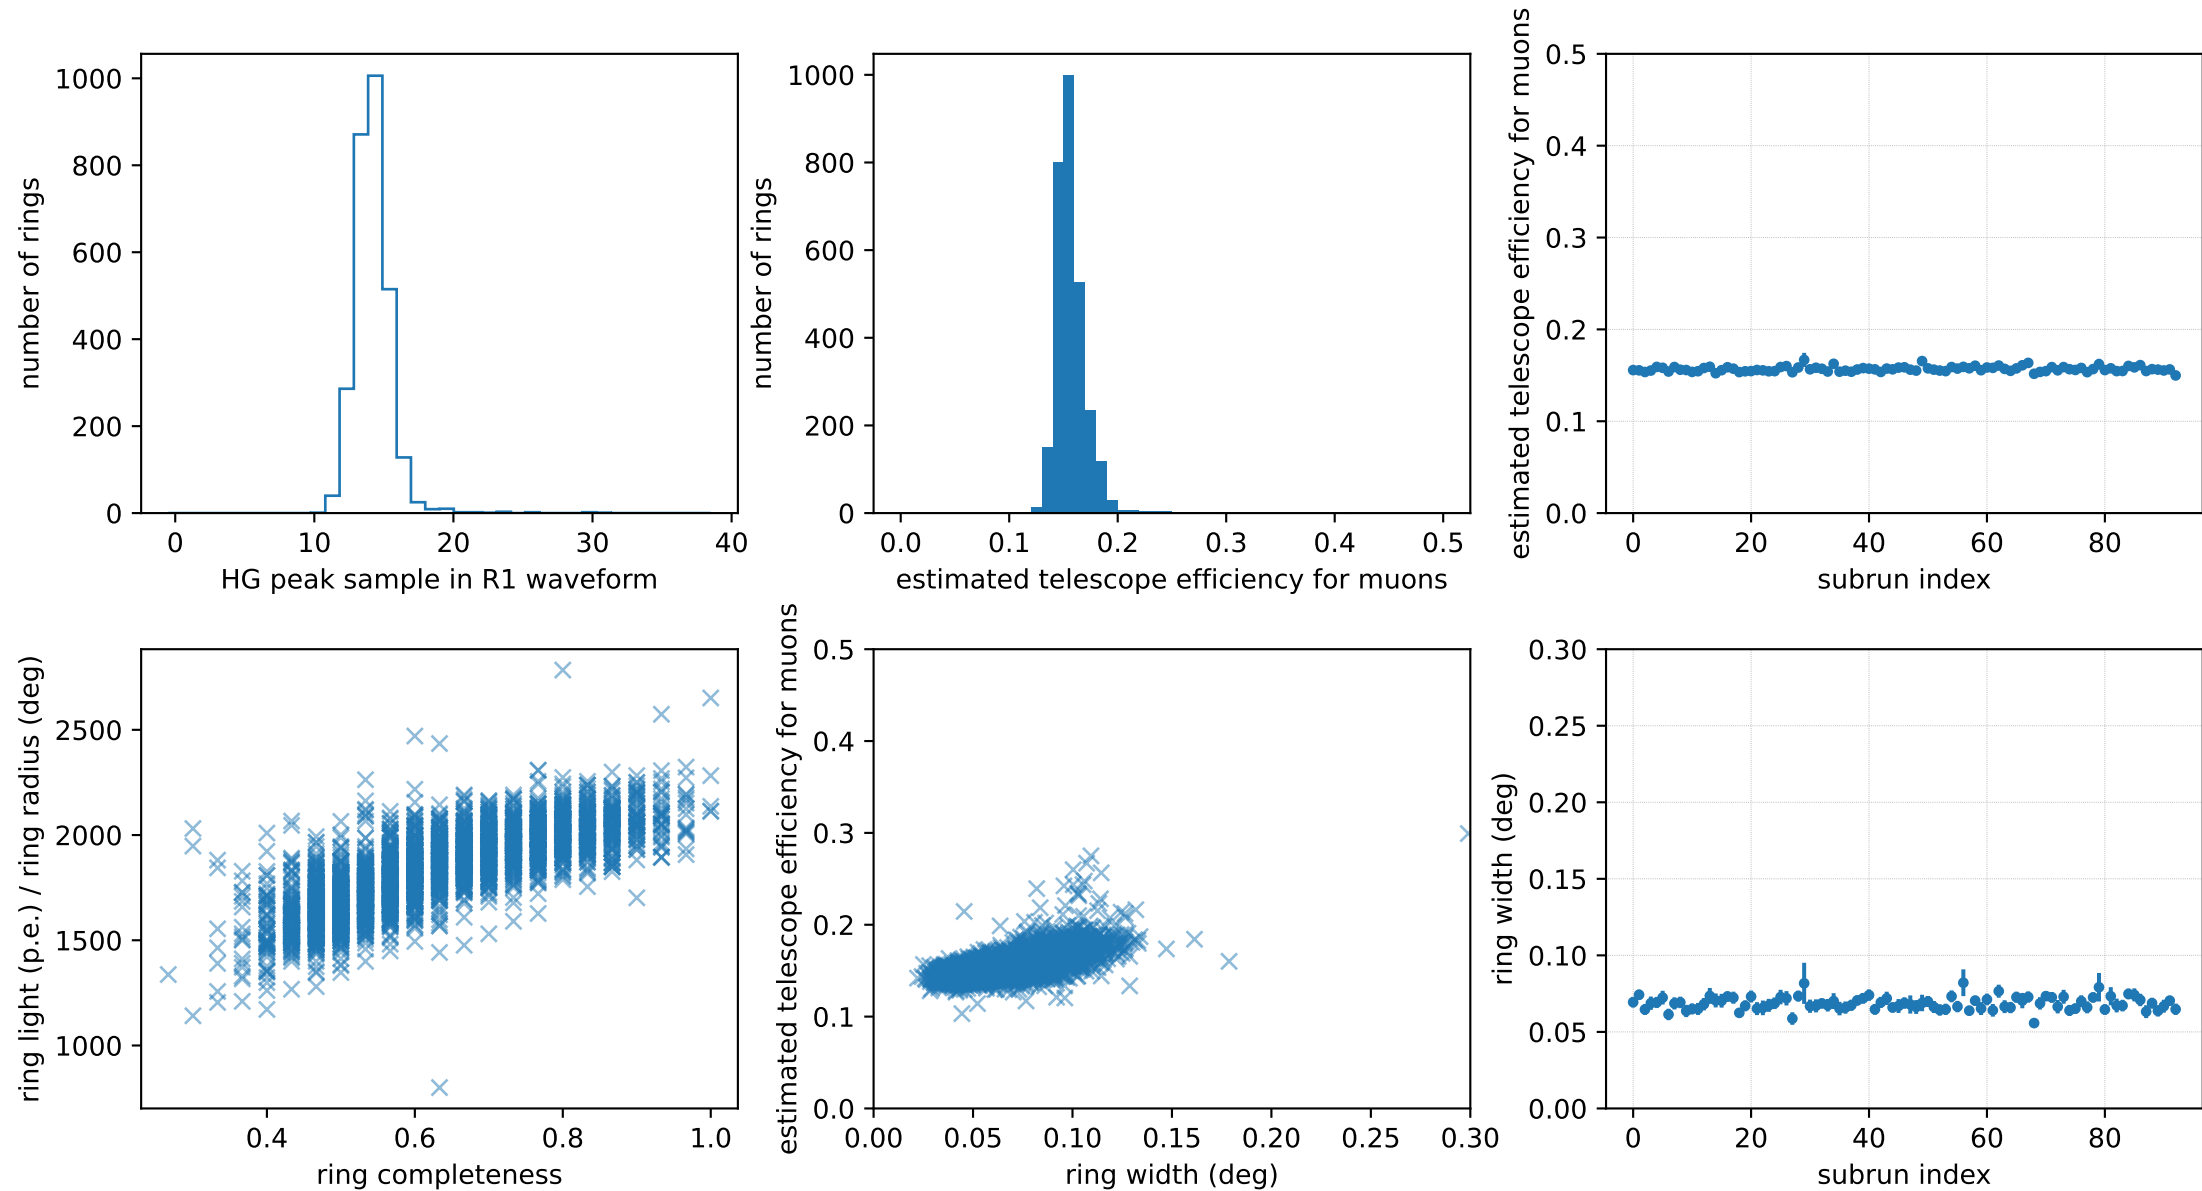 number of rings
1000
800
600
400
200
0
0 10 20 30 40
HG peak sample in R1 waveform
number of rings
1000
800
600
400
200
0
0.0 0.1 0.2 0.3 0.4 0.5
estimated telescope efficiency for muons
estimated telescope efficiency for muons
0.5
0.4
0.3
0.2
0.1
0.0
0 20 40 60 80
subrun index
ring light (p.e.) / ring radius (deg)
2500
2000
1500
1000
0.4 0.6 0.8 1.0
ring completeness
estimated telescope efficiency for muons
0.5
0.4
0.3
0.2
0.1
0.0
0.00 0.05 0.10 0.15 0.20 0.25 0.30
ring width (deg)
ring width (deg)
0.30
0.25
0.20
0.15
0.10
0.05
0.00
0 20 40 60 80
subrun index